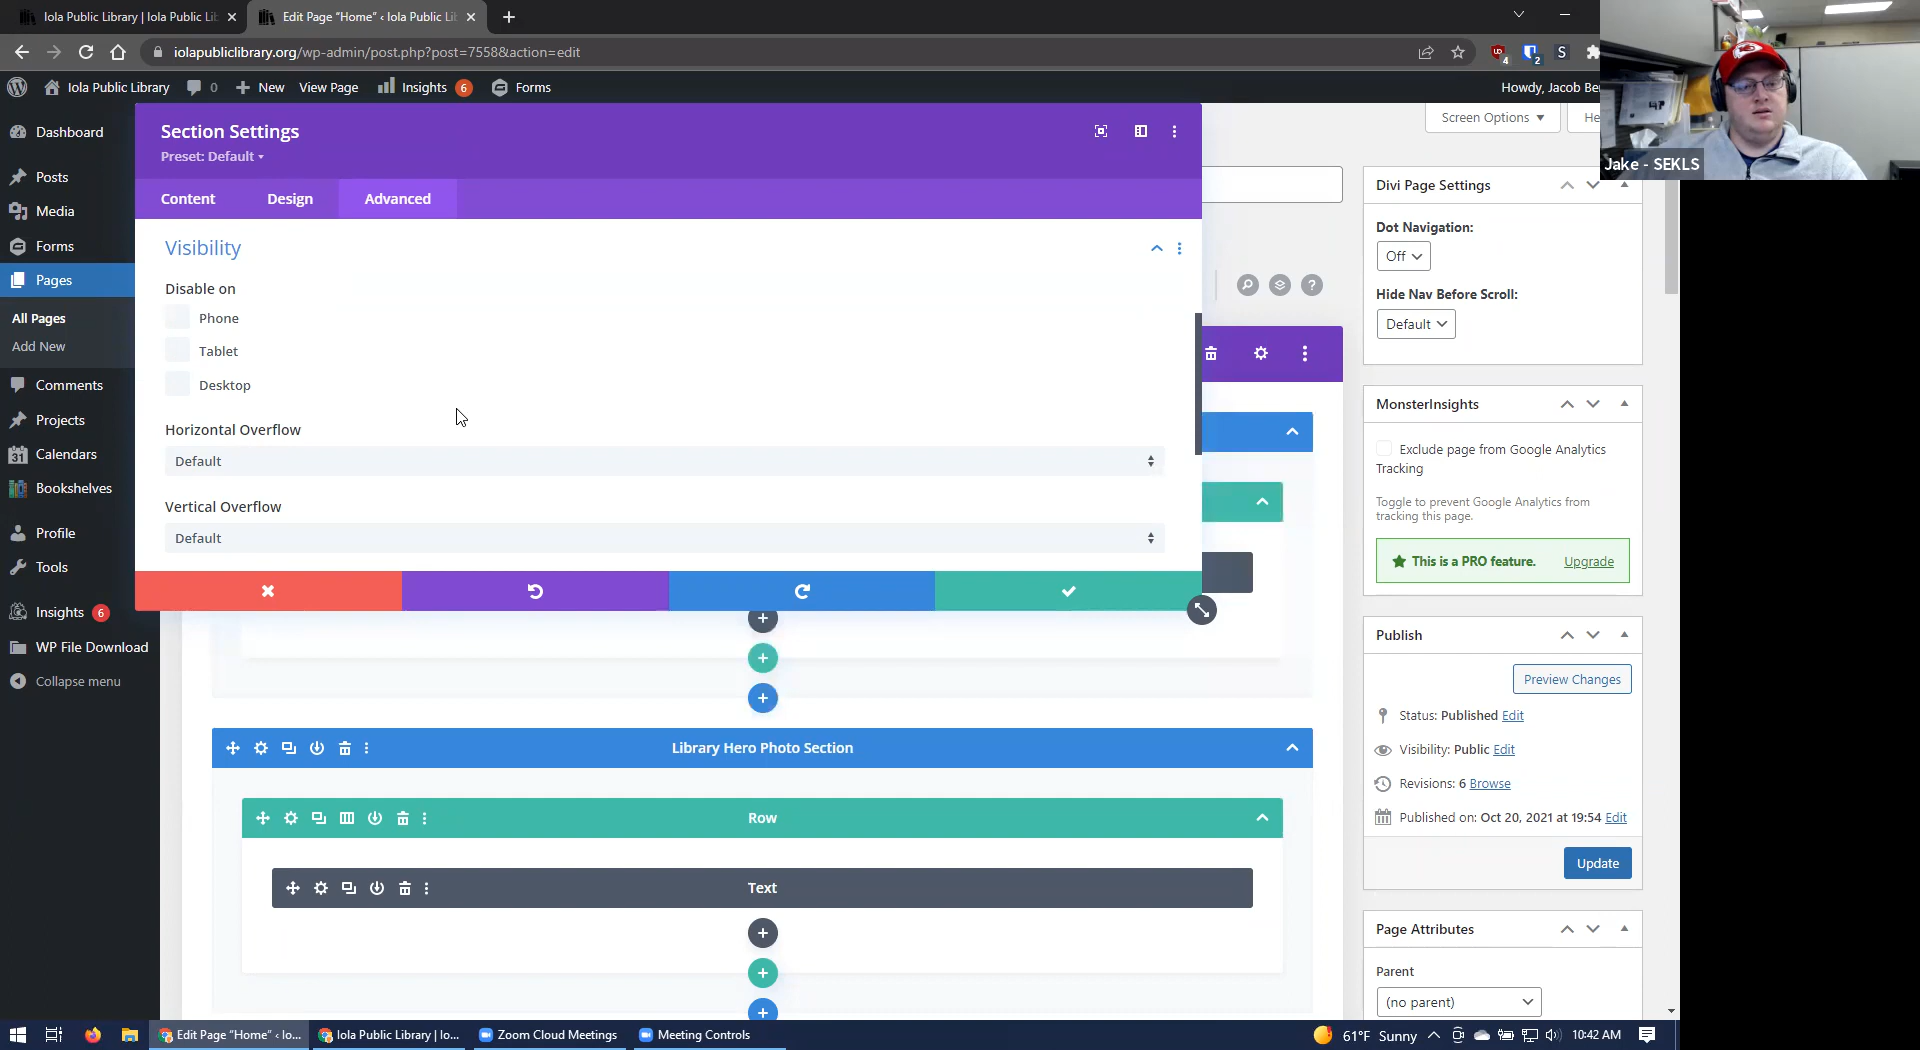 Iola Public Library | Iola Public Lib
Edit Page “Home” ‹ Iola Public Lib
iolapubliclibrary.org/wp-admin/post.php?post=7558&action=edit
4
2
S
Iola Public Library
0
New
View Page
Insights
6
Forms
Howdy, Jacob Be
Jake - SEKLS
Dashboard
Posts
Media
Forms
Pages
All Pages
Add New
Comments
Projects
31
Calendars
Bookshelves
Profile
Tools
Insights
6
WP File Download
Collapse menu
Section Settings
Preset: Default
Content
Design
Advanced
Visibility
Disable on
Phone
Tablet
Desktop
Horizontal Overflow
Default
Vertical Overflow
Default
Library Hero Photo Section
Row
Text
Screen Options
He
Divi Page Settings
Dot Navigation:
Off
Hide Nav Before Scroll:
Default
MonsterInsights
Exclude page from Google Analytics
Tracking
Toggle to prevent Google Analytics from
tracking this page.
This is a PRO feature.
Upgrade
Publish
Preview Changes
Status: Published Edit
Visibility: Public Edit
Revisions: 6 Browse
Published on: Oct 20, 2021 at 19:54 Edit
Update
Page Attributes
Parent
(no parent)
Edit Page “Home” ‹ Io...
Iola Public Library | Io...
Zoom Cloud Meetings
Meeting Controls
61°F Sunny
10:42 AM